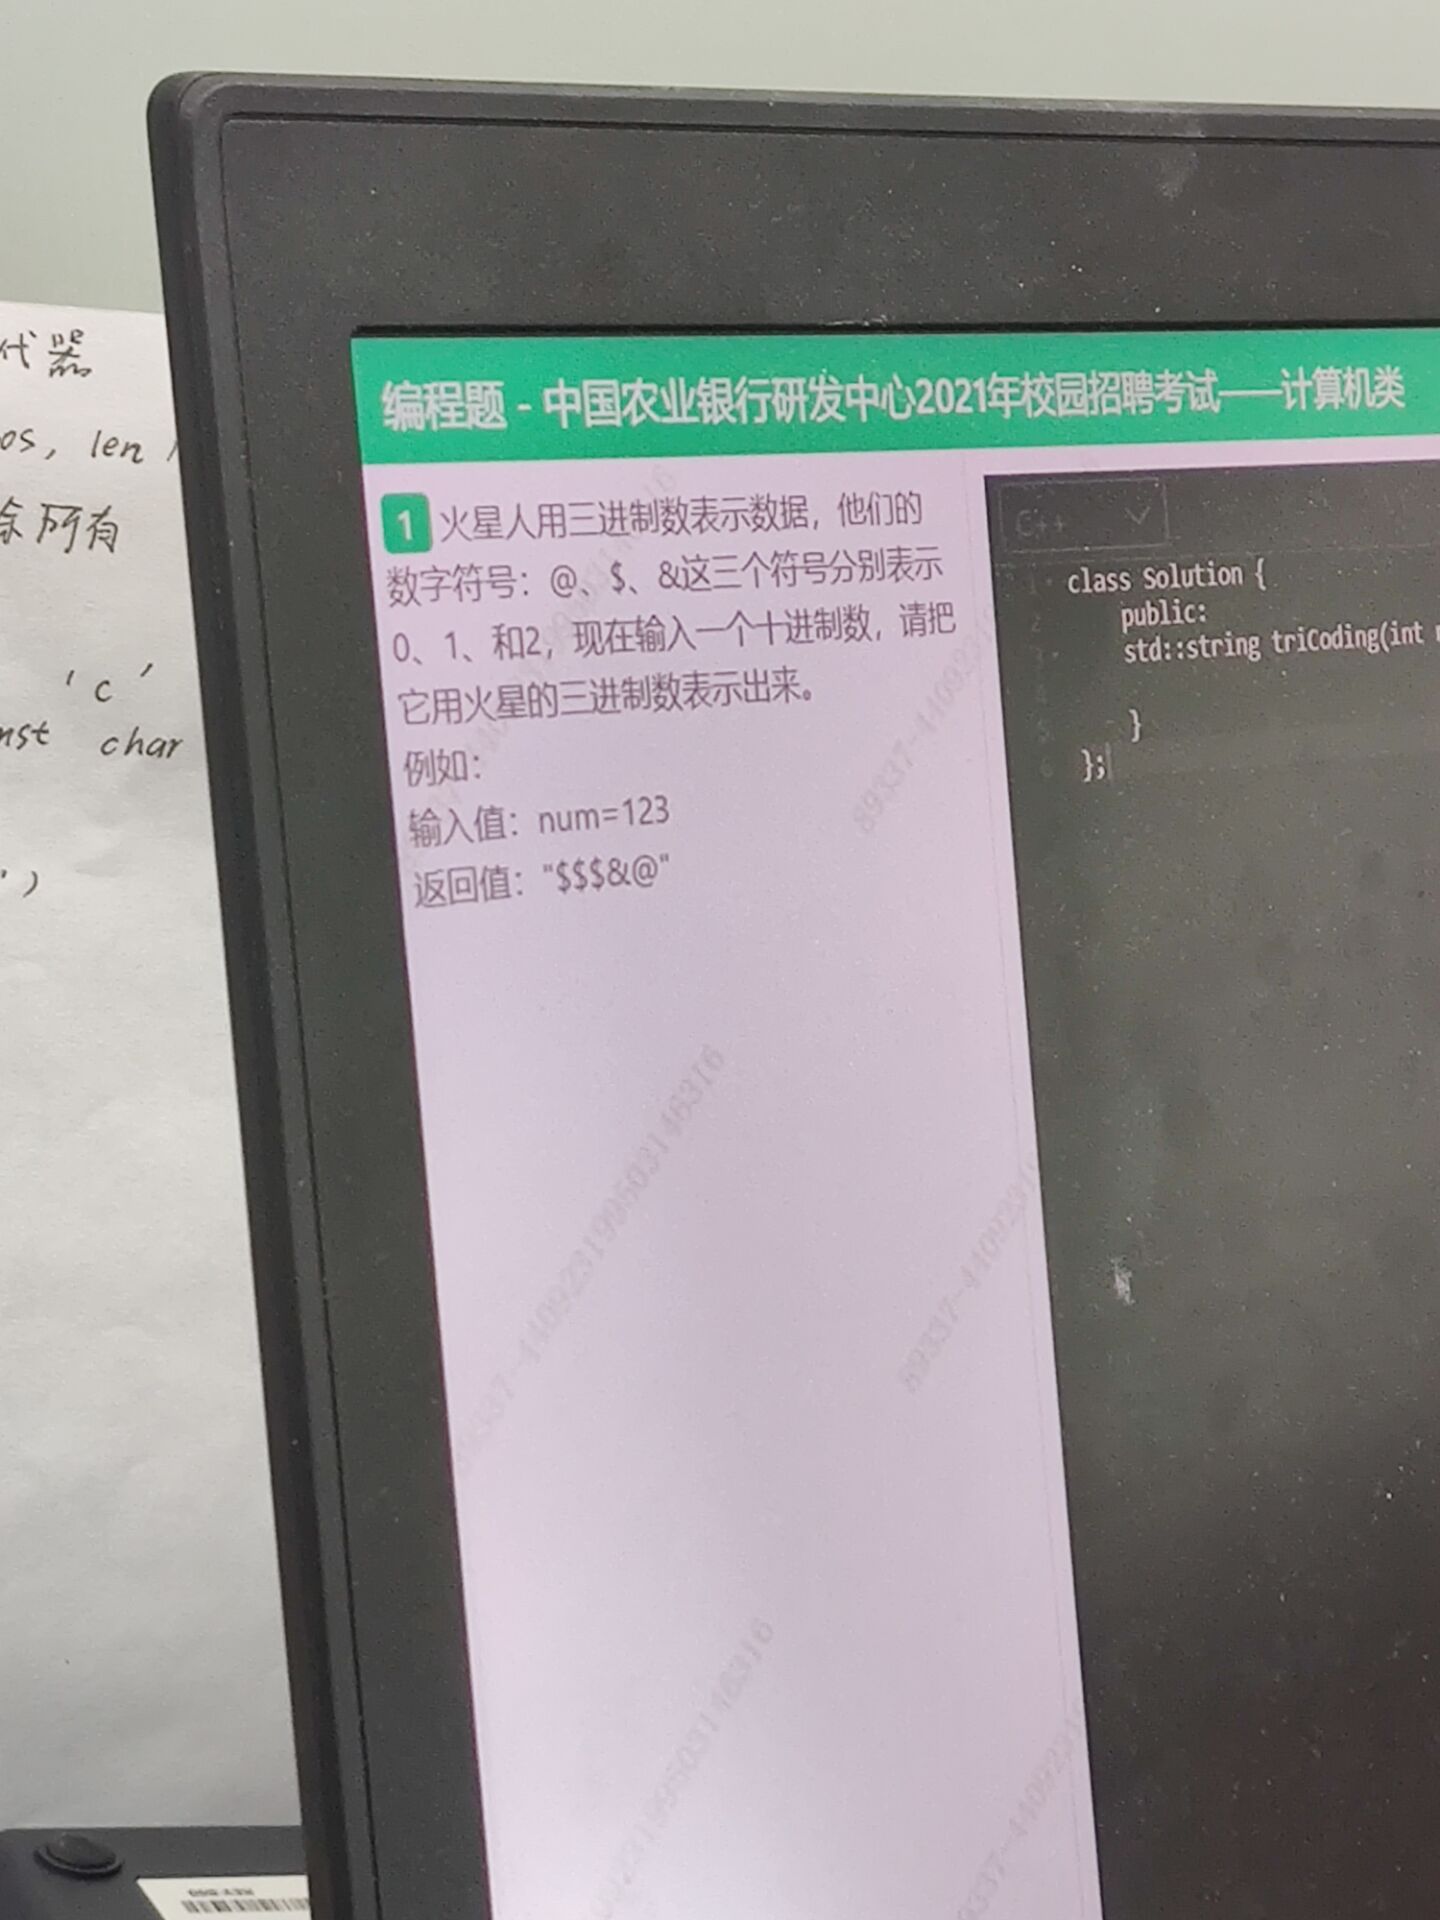 代器
os, len
除所有
'c'
nst char
')
编程题 - 中国农业银行研发中心2021年校园招聘考试——计算机类
1 火星人用三进制数表示数据，他们的
数字符号：@、$、&这三个符号分别表示
0、1、和2，现在输入一个十进制数，请把
它用火星的三进制数表示出来。
例如：
输入值：num=123
返回值："$$$&@"
C++
1
class Solution {
2
public:
3
std::string triCoding(int
}
6
};